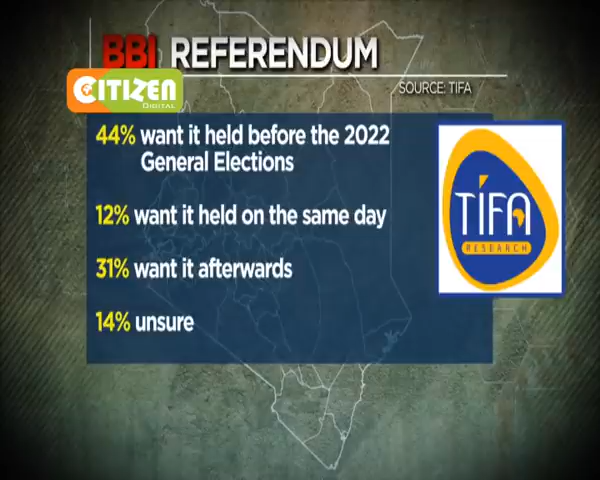 BBI REFERENDUM
CITIZEN
DIGITAL
SOURCE: TIFA
44% want it held before the 2022
General Elections
12% want it held on the same day
31% want it afterwards
14% unsure
TIFA
RESEARCH